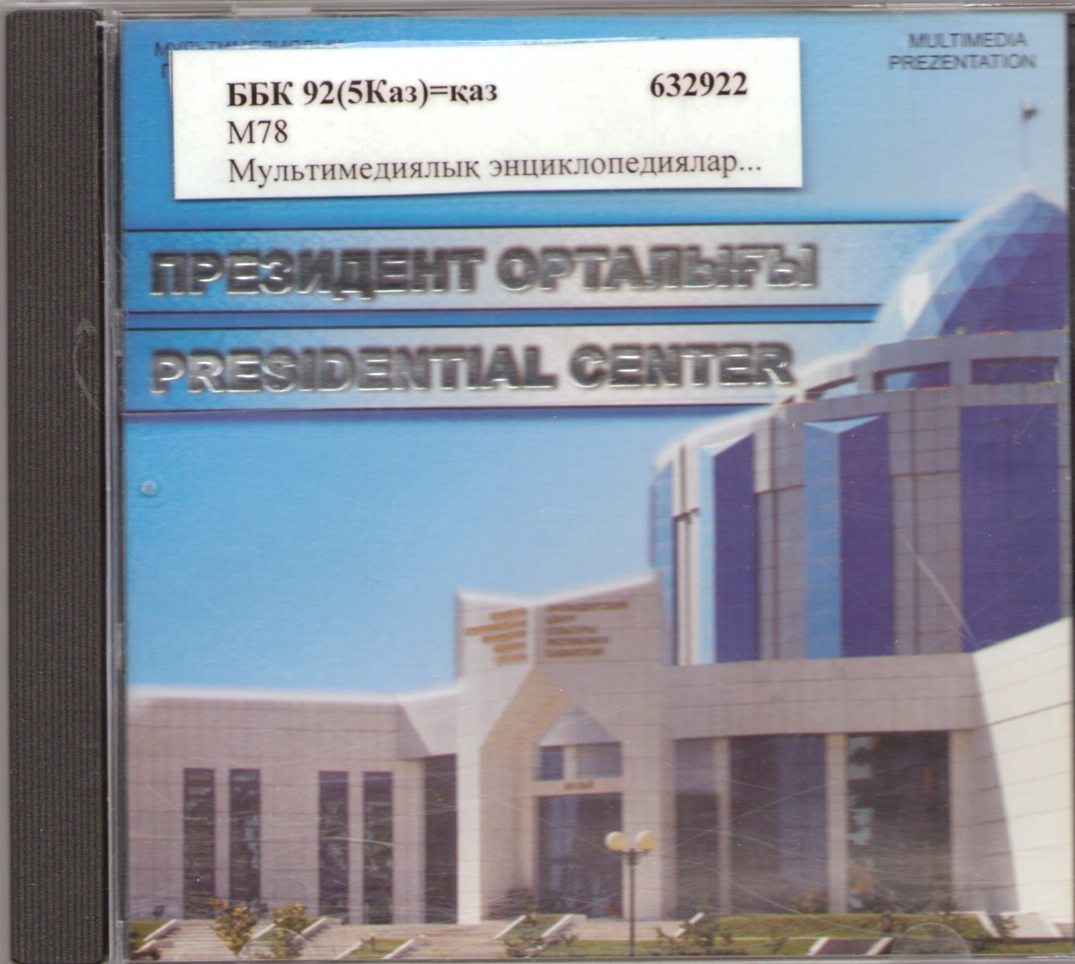 MULTIMEDIA
PREZENTATION
ББК 92(5Каз)=қаз 632922
М78
Мультимедиялық энциклопедиялар...
ПРЕЗИДЕНТ ОРТАЛЫҒЫ
PRESIDENTIAL CENTER